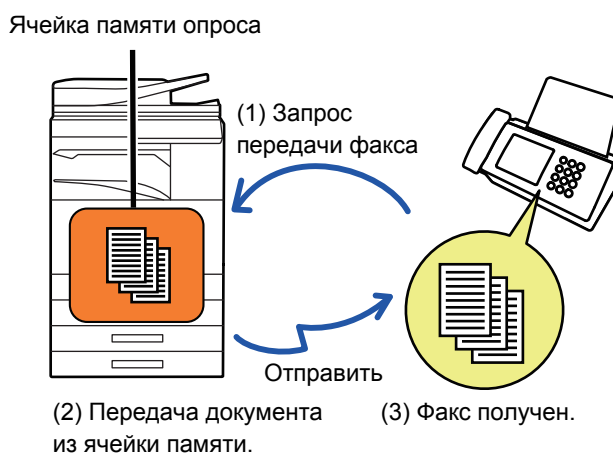 Ячейка памяти опроса
(1) Запрос
передачи факса
Отправить
(2) Передача документа
из ячейки памяти.
(3) Факс получен.